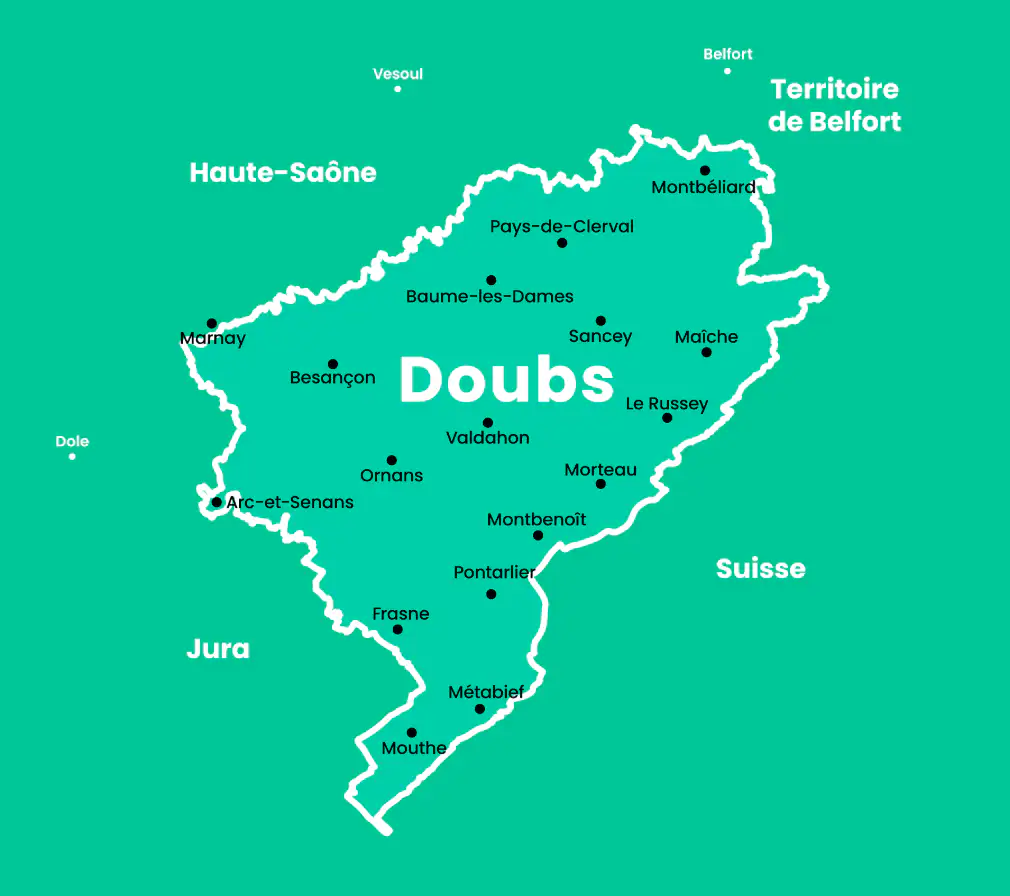 Belfort
Vesoul
Territoire
de Belfort
Haute-Saône
Montbéliard
Pays-de-Clerval
Baume-les-Dames
Marnay
Sancey
Maîche
Besançon
Doubs
Le Russey
Valdahon
Dole
Ornans
Morteau
Arc-et-Senans
Montbenoît
Pontarlier
Suisse
Frasne
Jura
Métabief
Mouthe